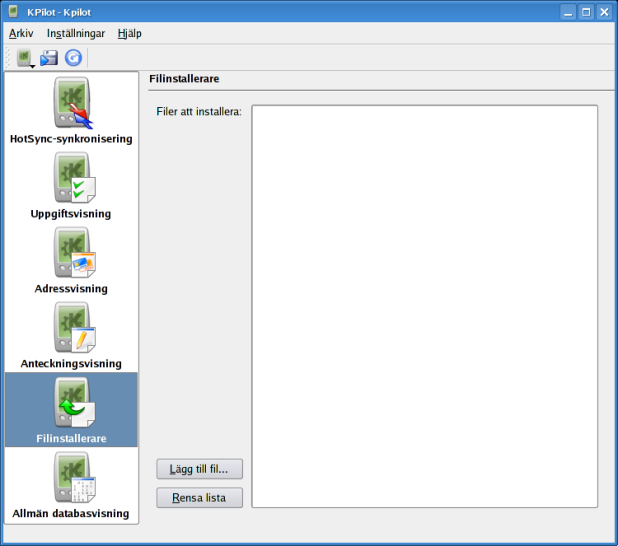 KPilot - Kpilot
Arkiv Inställningar Hjälp
HotSync-synkronisering
Uppgiftsvisning
Adressvisning
Anteckningsvisning
Filinstallerare
Allmän databasvisning
Filinstallerare
Filer att installera:
Lägg till fil...
Rensa lista